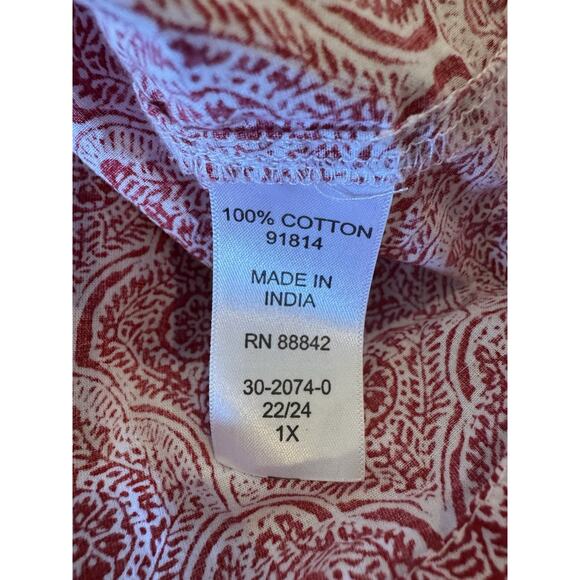 100% COTTON
91814
MADE IN
INDIA
RN 88842
30-2074-0
22/24
1X